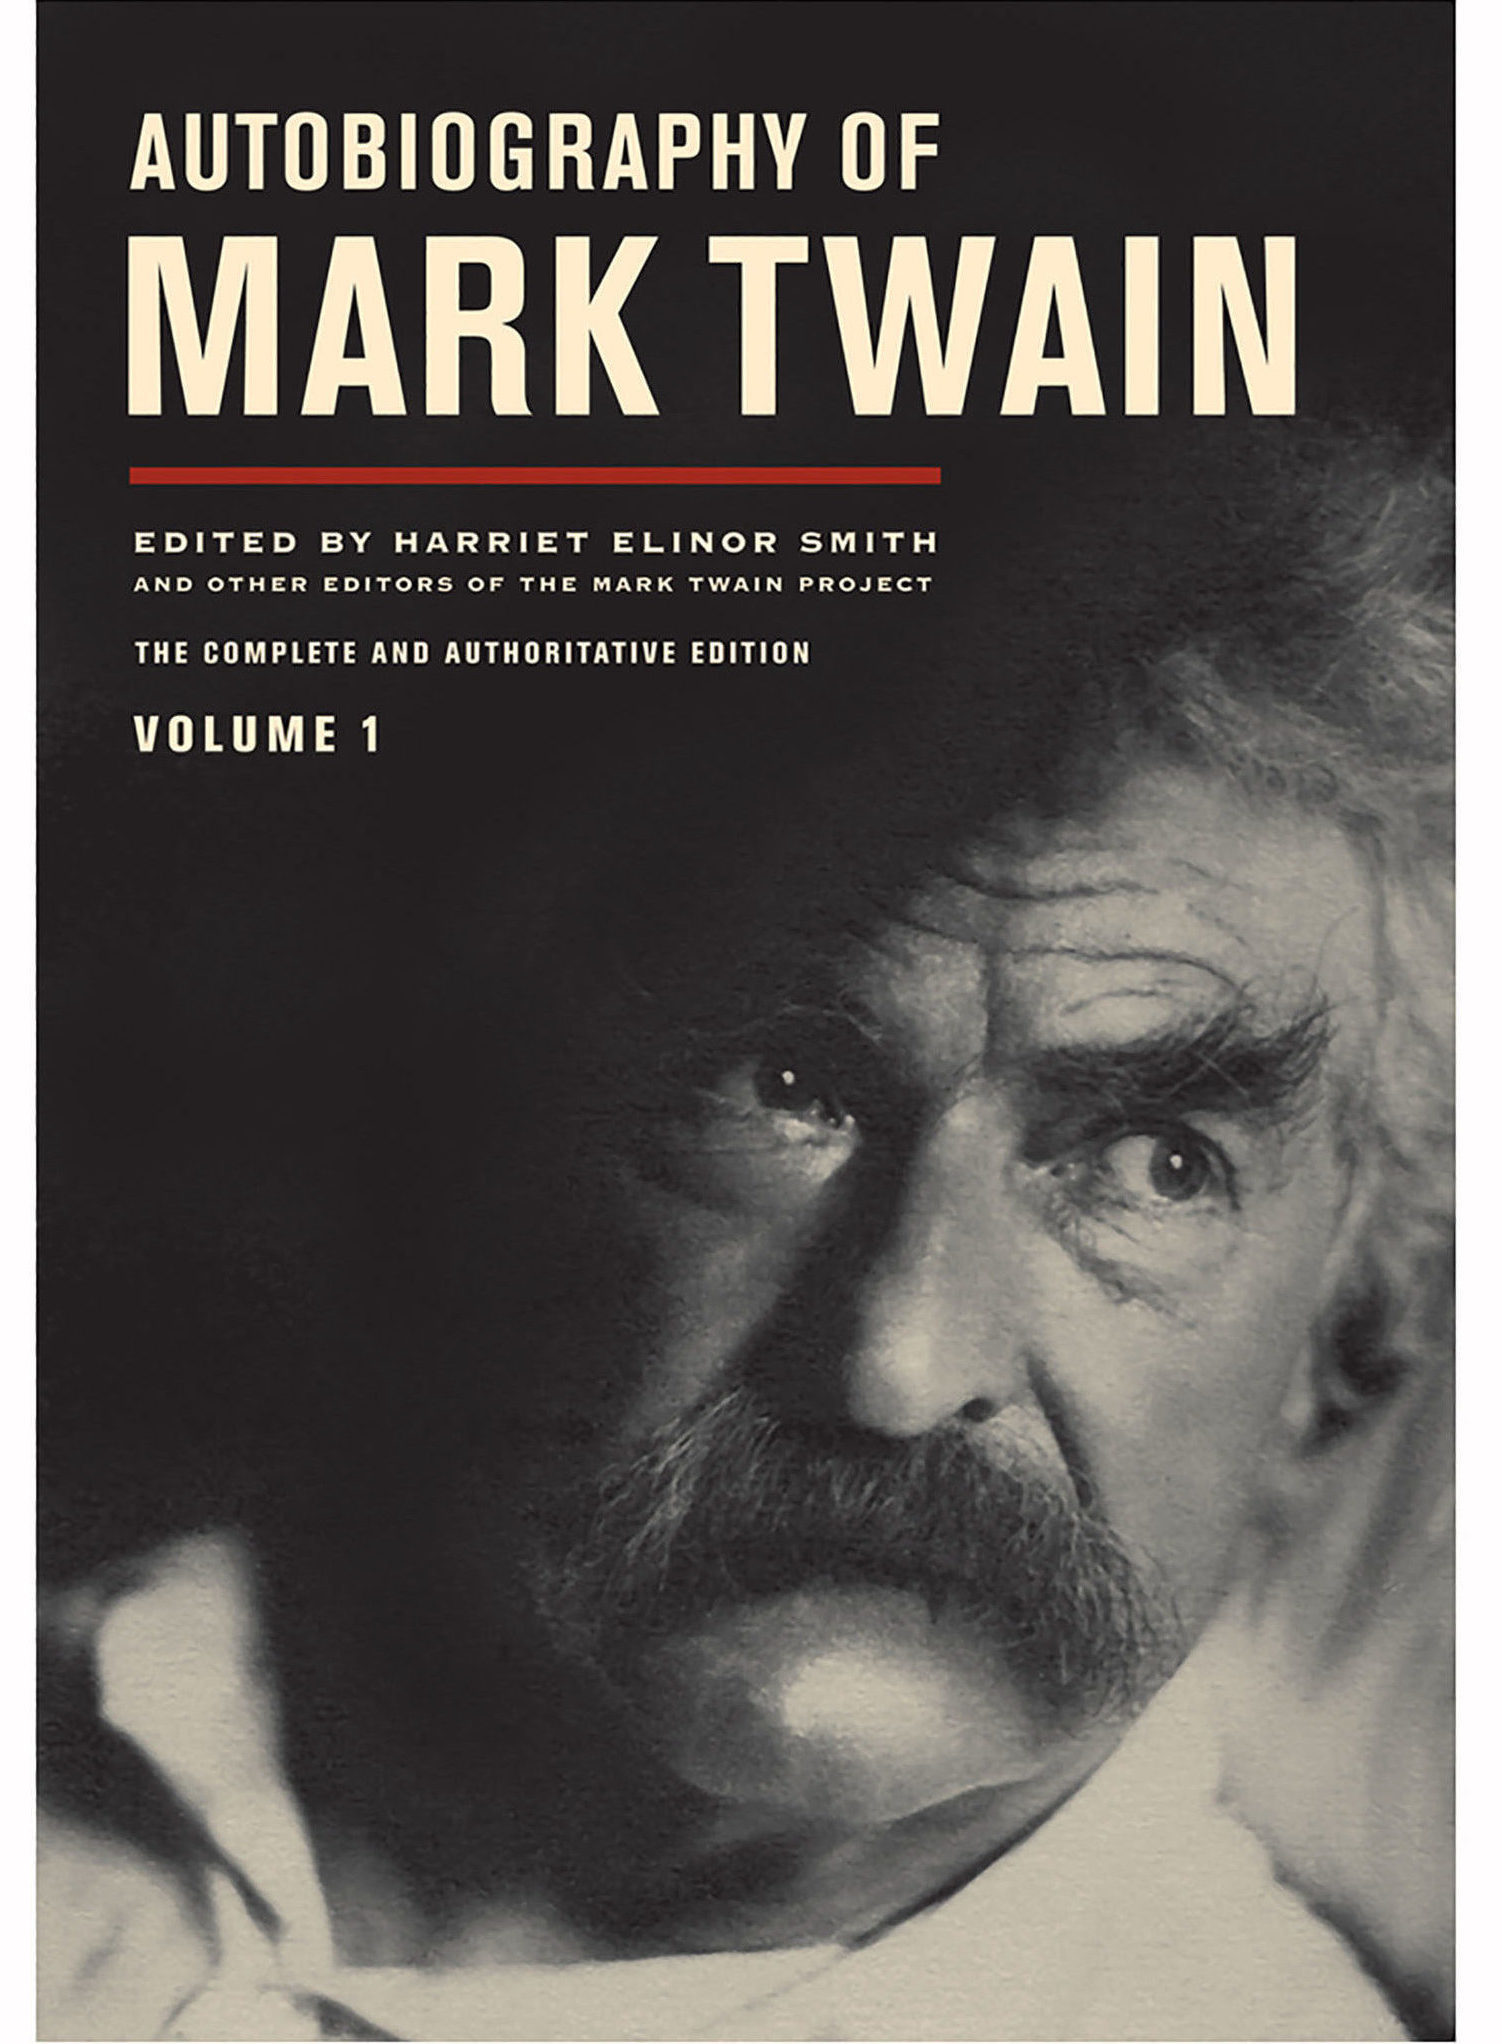 AUTOBIOGRAPHY OF
MARK TWAIN
EDITED BY HARRIET ELINOR SMITH
AND OTHER EDITORS OF THE MARK TWAIN PROJECT
THE COMPLETE AND AUTHORITATIVE EDITION
VOLUME 1